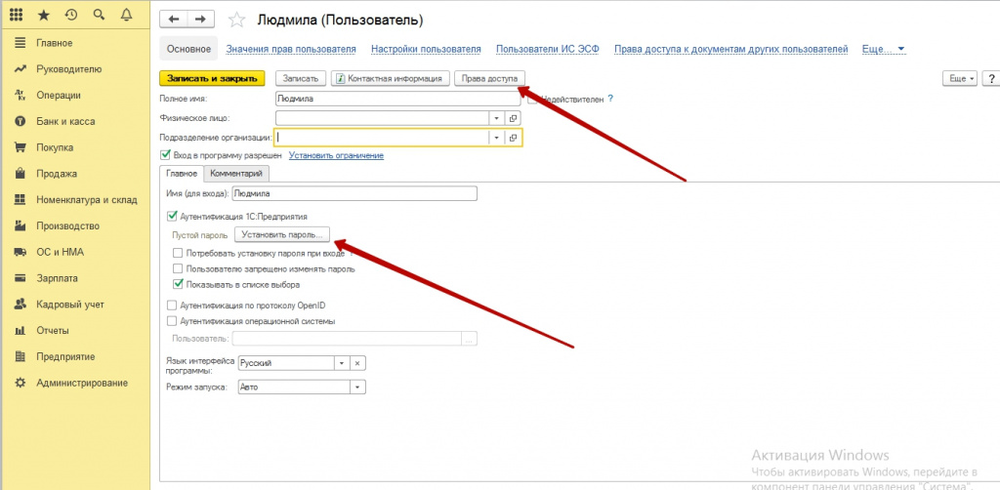 Людмила (Пользователь)
Основное Значения прав пользователя Настройки пользователя Пользователи ИС ЭСФ Права доступа к документам других пользователей Еще...
Записать и закрыть Записать Контактная информация Права доступа Еще ?
Полное имя: Людмила Недействителен ?
Физическое лицо:
Подразделение организации:
Вход в программу разрешен Установить ограничение
Главное Комментарий
Имя (для входа): Людмила
Аутентификация 1С:Предприятия
Пустой пароль Установить пароль...
Потребовать установку пароля при входе
Пользователю запрещено изменять пароль
Показывать в списке выбора
Аутентификация по протоколу OpenID
Аутентификация операционной системы
Пользователь: ...
Язык интерфейса
программы: Русский
Режим запуска: Авто
Главное
Руководителю
Дт Кт Операции
Банк и касса
Покупка
Продажа
Номенклатура и склад
Производство
ОС и НМА
Зарплата
Кадровый учет
Отчеты
Предприятие
Администрирование
Активация Windows
Чтобы активировать Windows, перейдите в
компонент панели управления "Система".